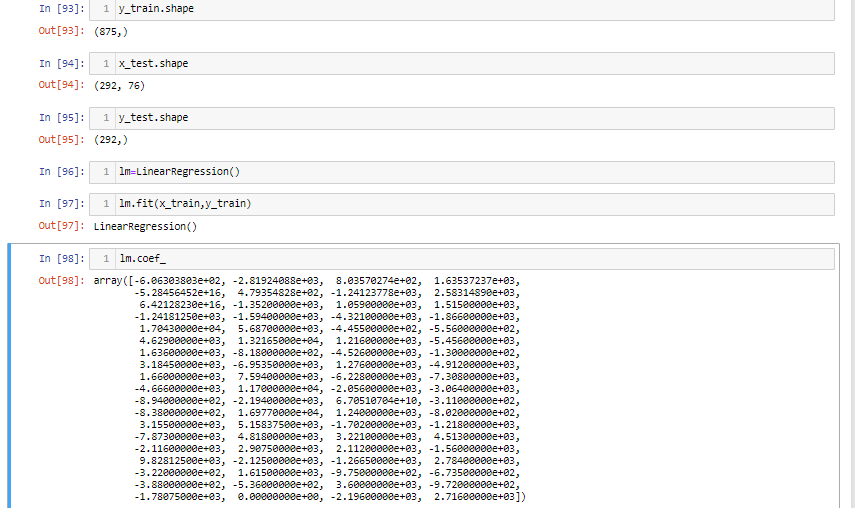 In [93]: 1 y_train.shape
Out[93]: (875,)
In [94]: 1 x_test.shape
Out[94]: (292, 76)
In [95]: 1 y_test.shape
Out[95]: (292,)
In [96]: 1 lm=LinearRegression()
In [97]: 1 lm.fit(x_train,y_train)
Out[97]: LinearRegression()
In [98]: 1 lm.coef_
Out[98]: array([-6.06303803e+02, -2.81924088e+03, 8.03570274e+02, 1.63537237e+03,
-5.28456452e+16, 4.79354828e+02, -1.24123778e+03, 2.58314890e+03,
6.42128230e+16, -1.35200000e+03, 1.05900000e+03, 1.51500000e+03,
-1.24181250e+03, -1.59400000e+03, -4.32100000e+03, -1.86600000e+03,
1.70430000e+04, 5.68700000e+03, -4.45500000e+02, -5.56000000e+02,
4.62900000e+03, 1.32165000e+04, 1.21600000e+03, -5.45600000e+03,
1.63600000e+03, -8.18000000e+02, -4.52600000e+03, -1.30000000e+02,
3.18450000e+03, -6.95350000e+03, 1.27600000e+03, -4.91200000e+03,
1.66000000e+03, 7.59400000e+03, -6.22800000e+03, -7.30800000e+03,
-4.66600000e+03, 1.17000000e+04, -2.05600000e+03, -3.06400000e+03,
-8.94000000e+02, -2.19400000e+03, 6.70510704e+10, -3.11000000e+02,
-8.38000000e+02, 1.69770000e+04, 1.24000000e+03, -8.02000000e+02,
3.15500000e+03, 5.15837500e+03, -1.70200000e+03, -1.21800000e+03,
-7.87300000e+03, 4.81800000e+03, 3.22100000e+03, 4.51300000e+03,
-2.11600000e+03, 2.90750000e+03, 2.11200000e+03, -1.56000000e+03,
9.82812500e+03, -2.12500000e+03, -1.26650000e+03, 2.78400000e+03,
-3.22000000e+02, 1.61500000e+03, -9.75000000e+02, -6.73500000e+02,
-3.88000000e+02, -5.36000000e+02, 3.60000000e+03, -9.72000000e+02,
-1.78075000e+03, 0.00000000e+00, -2.19600000e+03, 2.71600000e+03])